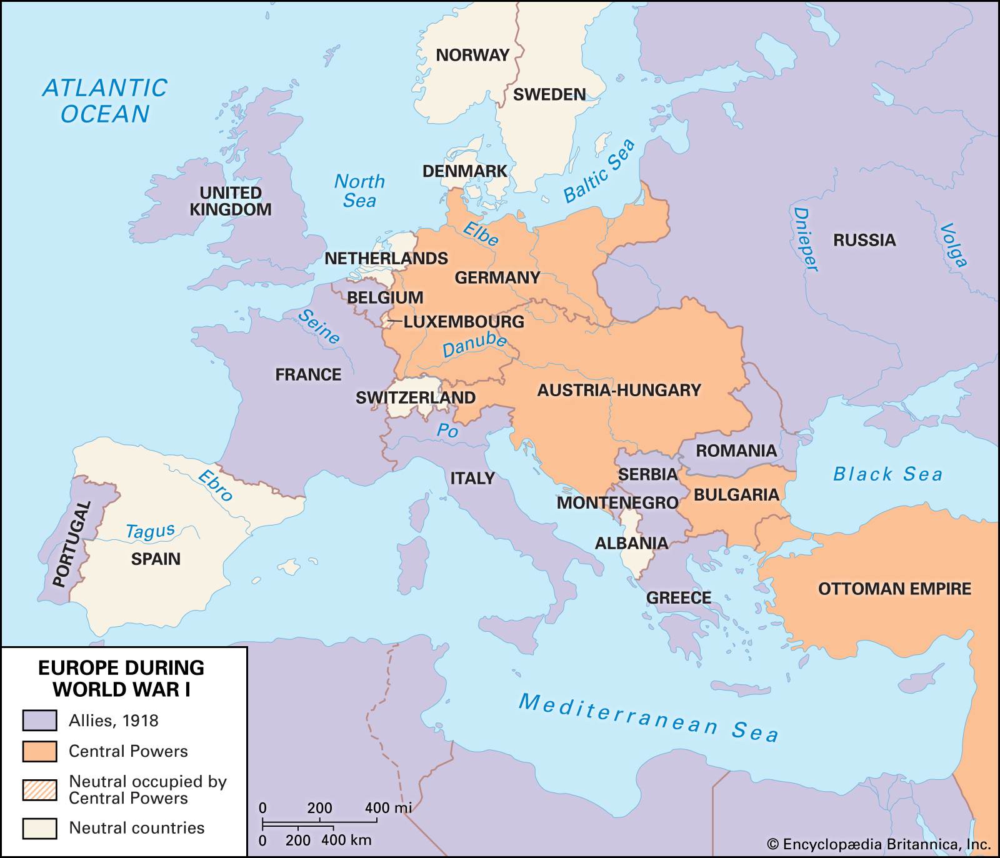 NORWAY
ATLANTIC
OCEAN
SWEDEN
DENMARK
Baltic Sea
North
Sea
UNITED
KINGDOM
Elbe
Dnieper
Volga
RUSSIA
NETHERLANDS
GERMANY
BELGIUM
Seine
LUXEMBOURG
Danube
FRANCE
AUSTRIA-HUNGARY
SWITZERLAND
Po
ROMANIA
Ebro
ITALY
SERBIA
Black Sea
BULGARIA
MONTENEGRO
PORTUGAL
Tagus
SPAIN
ALBANIA
GREECE
OTTOMAN EMPIRE
Mediterranean Sea
EUROPE DURING
WORLD WAR I
Allies, 1918
Central Powers
Neutral occupied by
Central Powers
Neutral countries
0 200 400 mi
0 200 400 km
© Encyclopædia Britannica, Inc.